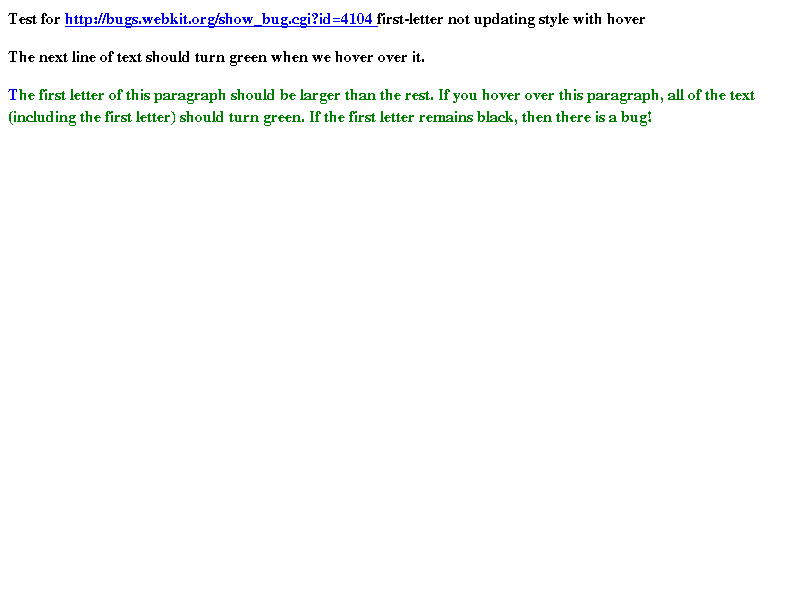 Test for http://bugs.webkit.org/show_bug.cgi?id=4104 first-letter not updating style with hover
The next line of text should turn green when we hover over it.
The first letter of this paragraph should be larger than the rest. If you hover over this paragraph, all of the text
(including the first letter) should turn green. If the first letter remains black, then there is a bug!